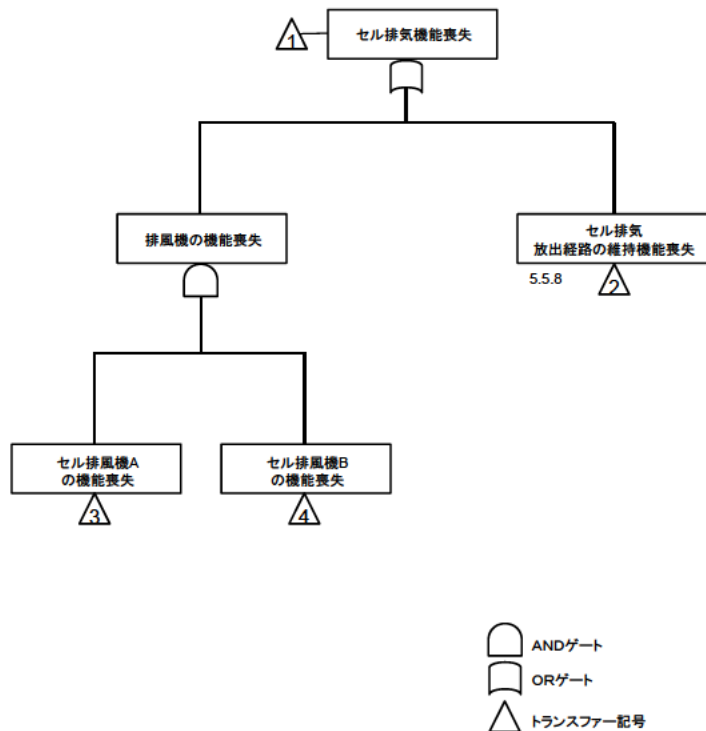 1
セル排気機能喪失
排風機の機能喪失
セル排気
放出経路の維持機能喪失
5.5.8
2
セル排風機A
の機能喪失
セル排風機B
の機能喪失
3
4
ANDゲート
ORゲート
トランスファー記号